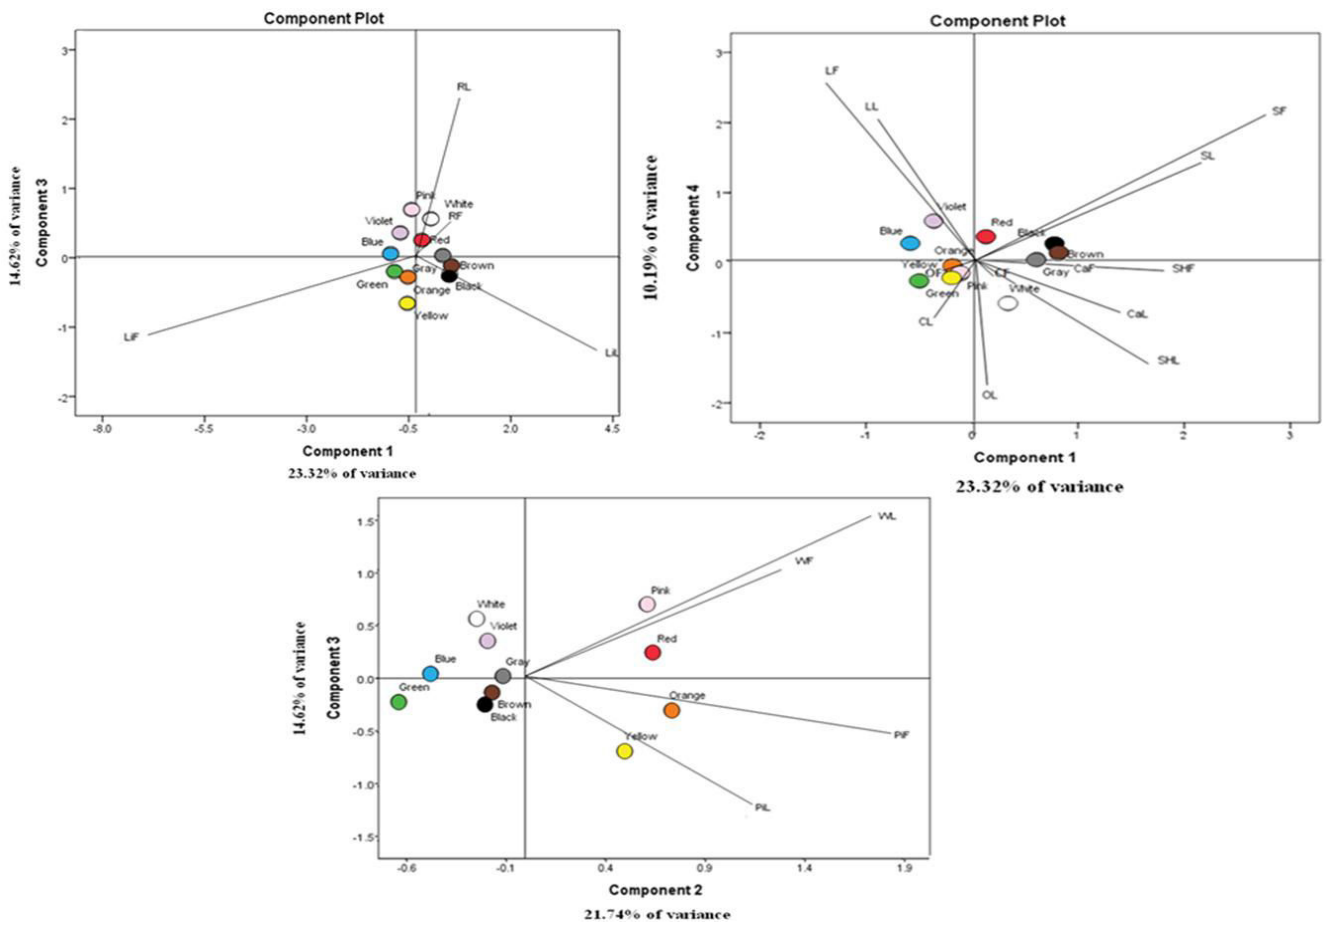 Component Plot
3
2
1
0
-1
-2
14.62% of variance
Component 3
RL
Pink
White
RF
Violet
Red
Blue
Brown
Gray
Green
Black
Orange
Yellow
LiF
LiL
-8.0 -5.5 -3.0 -0.5 2.0 4.5
Component 1
23.32% of variance
Component Plot
3
2
1
0
-1
-2
10.19% of variance
Component 4
LF
LL
SF
SL
Violet
Red
Blue
Black
Orange
Brown
Yellow
OF
CF
Gray
CaF
SHF
Pink
White
Green
CL
CaL
SHL
OL
-2 -1 0 1 2 3
Component 1
23.32% of variance
1.5
1.0
0.5
0.0
-0.5
-1.0
-1.5
14.62% of variance
Component 3
WL
WF
Pink
White
Violet
Red
Blue
Gray
Green
Orange
Brown
Black
Yellow
PiF
PiL
-0.6 -0.1 0.4 0.9 1.4 1.9
Component 2
21.74% of variance